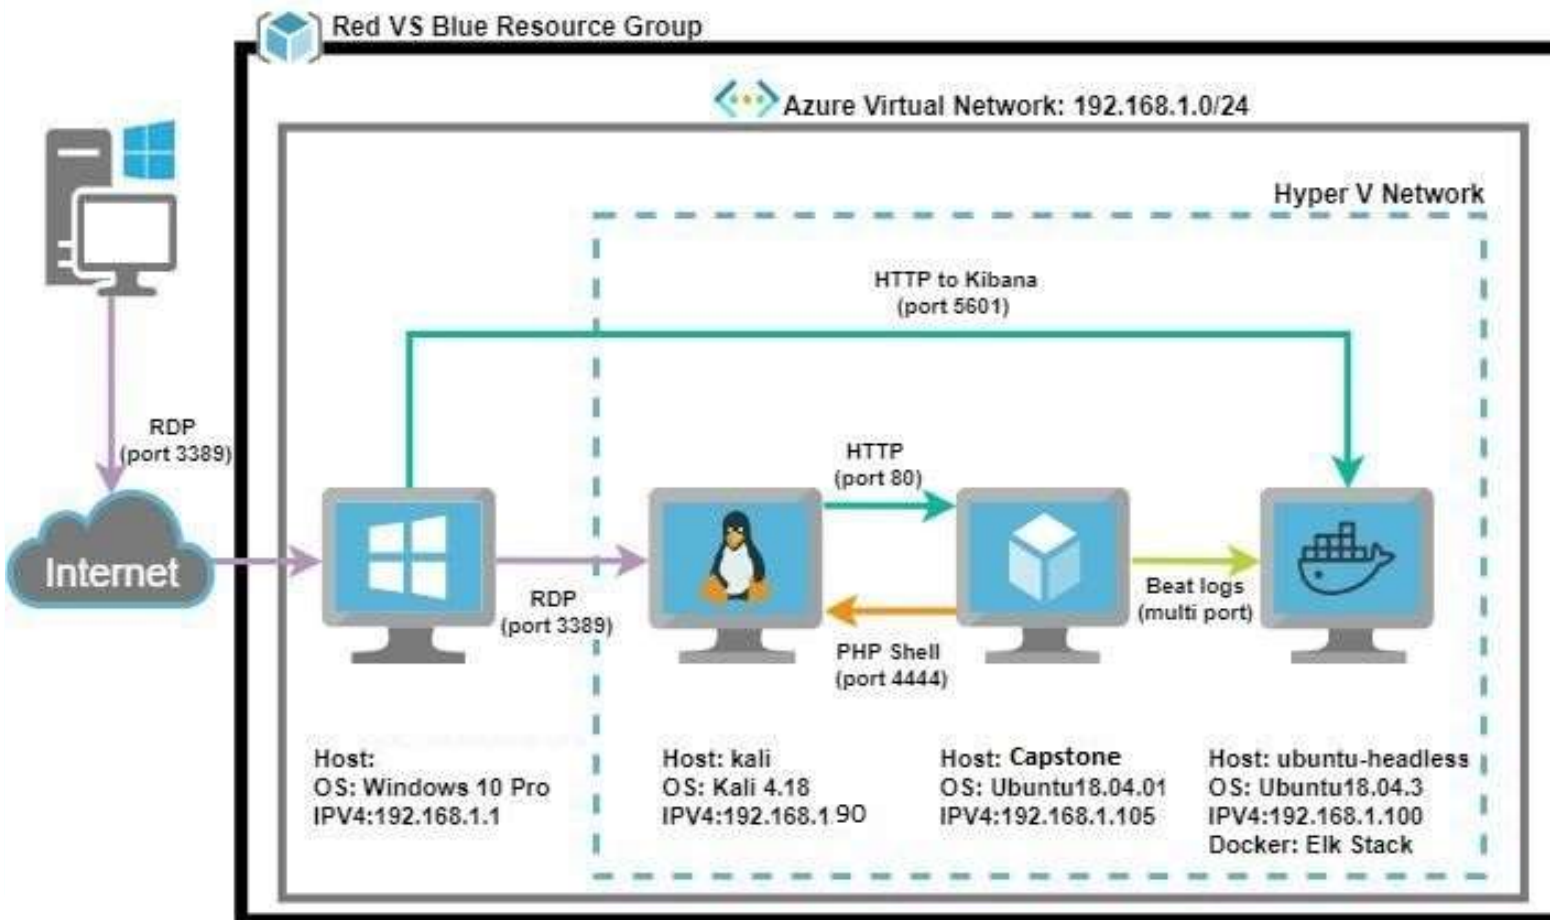 Red VS Blue Resource Group
Azure Virtual Network: 192.168.1.0/24
Hyper V Network
HTTP to Kibana
(port 5601)
RDP
(port 3389)
HTTP
(port 80)
Internet
RDP
(port 3389)
Beat logs
(multi port)
PHP Shell
(port 4444)
Host:
OS: Windows 10 Pro
IPV4:192.168.1.1
Host: kali
OS: Kali 4.18
IPV4:192.168.1.90
Host: Capstone
OS: Ubuntu18.04.01
IPV4:192.168.1.105
Host: ubuntu-headless
OS: Ubuntu18.04.3
IPV4:192.168.1.100
Docker: Elk Stack